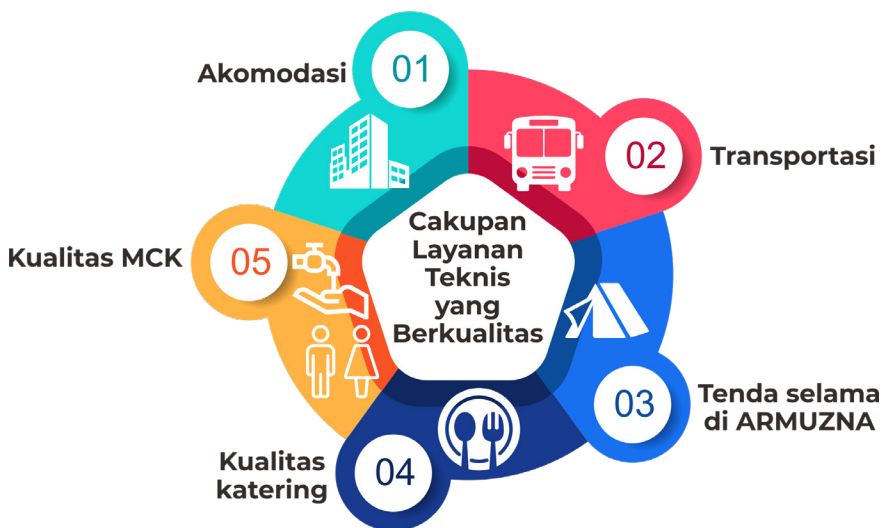 Cakupan
Layanan
Teknis
yang
Berkualitas
01
Akomodasi
02
Transportasi
03
Tenda selama
di ARMUZNA
04
Kualitas
katering
05
Kualitas MCK